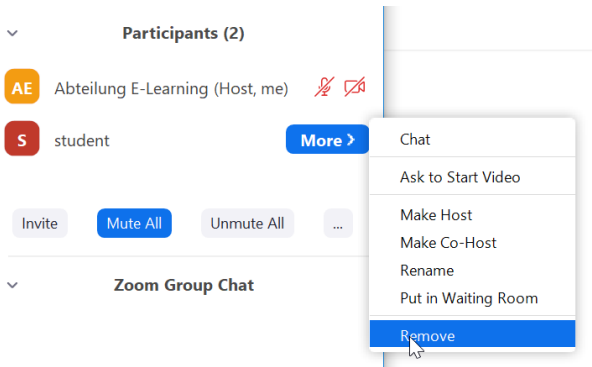 Participants (2)
AE Abteilung E-Learning (Host, me)
S student More >
Chat
Ask to Start Video
Make Host
Make Co-Host
Rename
Put in Waiting Room
Remove
Invite Mute All Unmute All ...
Zoom Group Chat